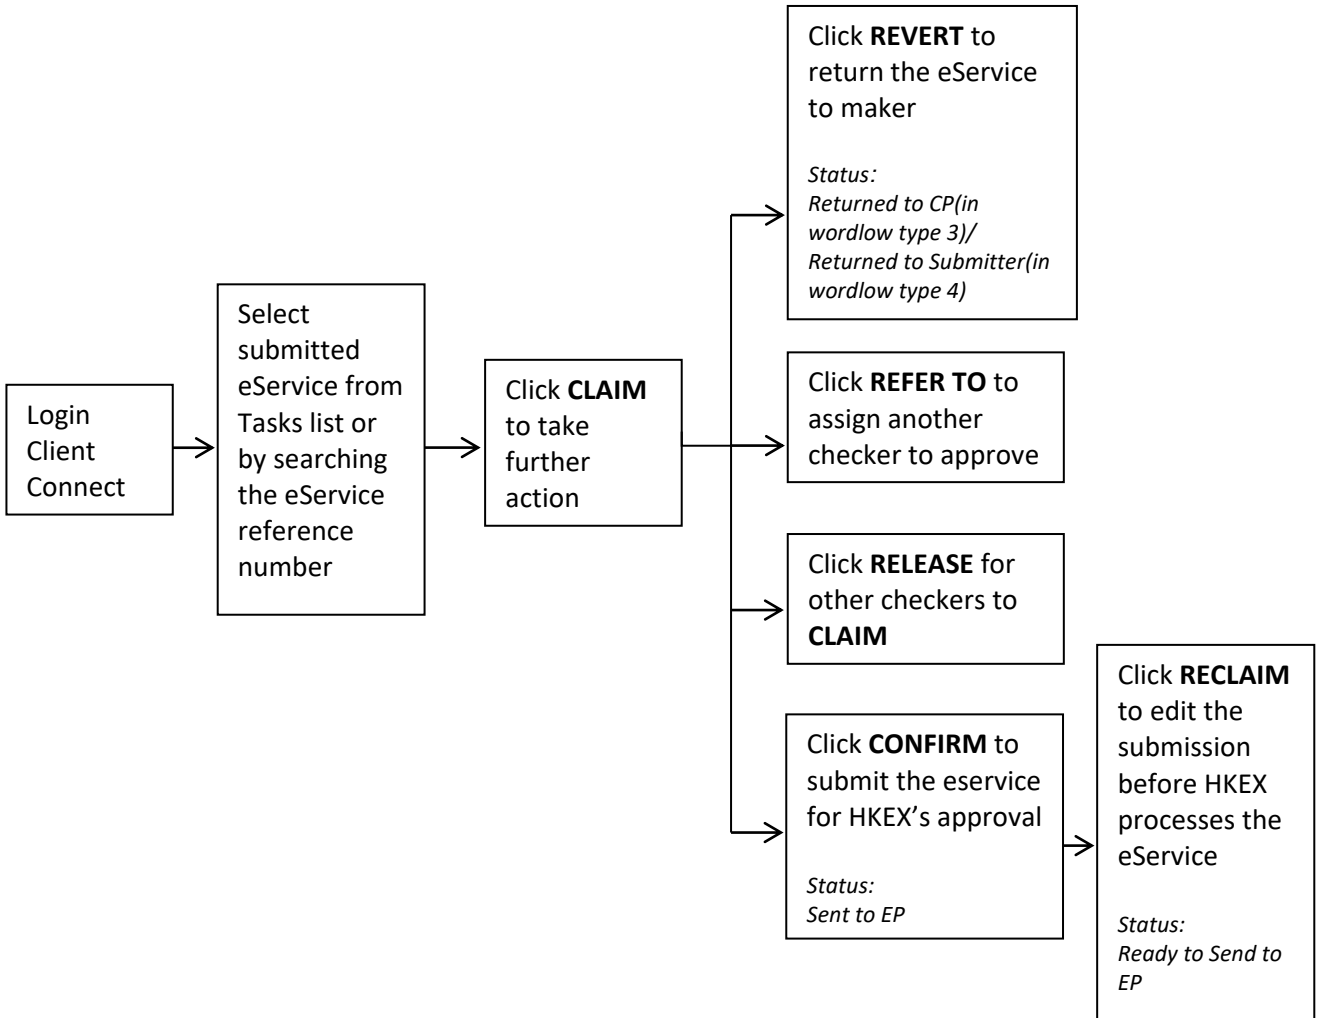 Login
Client
Connect
Select
submitted
eService from
Tasks list or
by searching
the eService
reference
number
Click CLAIM
to take
further
action
Click REVERT to
return the eService
to maker
Status:
Returned to CP(in
wordlow type 3)/
Returned to Submitter(in
wordlow type 4)
Click REFER TO to
assign another
checker to approve
Click RELEASE for
other checkers to
CLAIM
Click CONFIRM to
submit the eservice
for HKEX’s approval
Status:
Sent to EP
Click RECLAIM
to edit the
submission
before HKEX
processes the
eService
Status:
Ready to Send to
EP